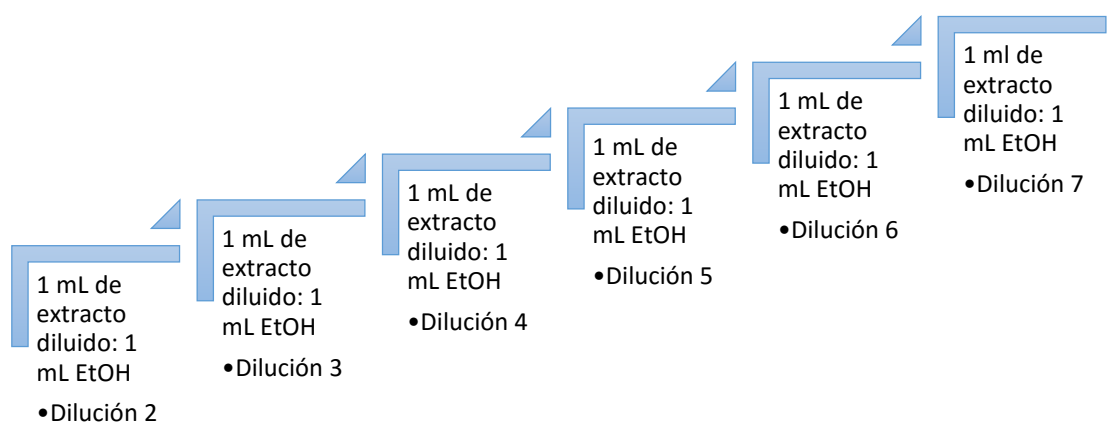 1 mL de
extracto
diluido: 1
mL EtOH
•Dilución 2
1 mL de
extracto
diluido: 1
mL EtOH
•Dilución 3
1 mL de
extracto
diluido: 1
mL EtOH
•Dilución 4
1 mL de
extracto
diluido: 1
mL EtOH
•Dilución 5
1 mL de
extracto
diluido: 1
mL EtOH
•Dilución 6
1 ml de
extracto
diluido: 1
mL EtOH
•Dilución 7